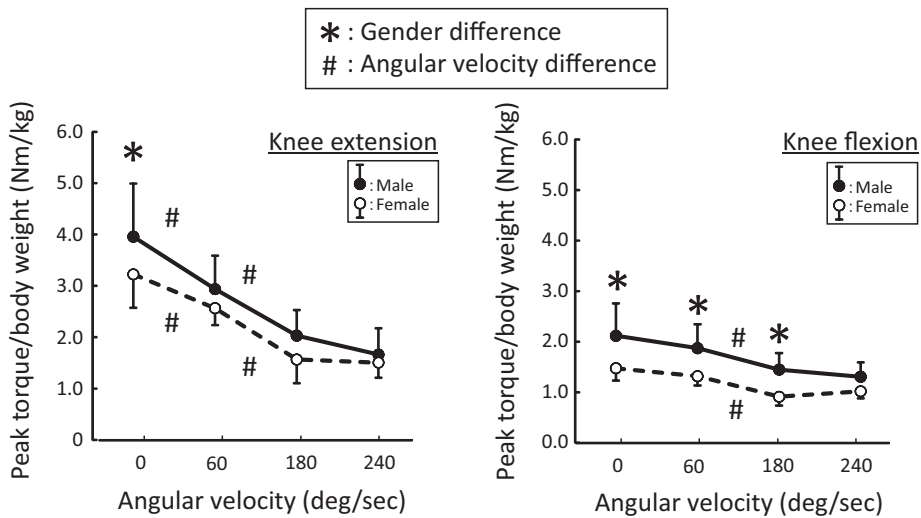 * : Gender difference
# : Angular velocity difference
Peak torque/body weight (Nm/kg)
6.0
5.0
4.0
3.0
2.0
1.0
0
Knee extension
: Male
: Female
*
#
#
#
#
0 60 180 240
Angular velocity (deg/sec)
Peak torque/body weight (Nm/kg)
6.0
5.0
4.0
3.0
2.0
1.0
0.0
Knee flexion
: Male
: Female
*
*
*
#
#
0 60 180 240
Angular velocity (deg/sec)